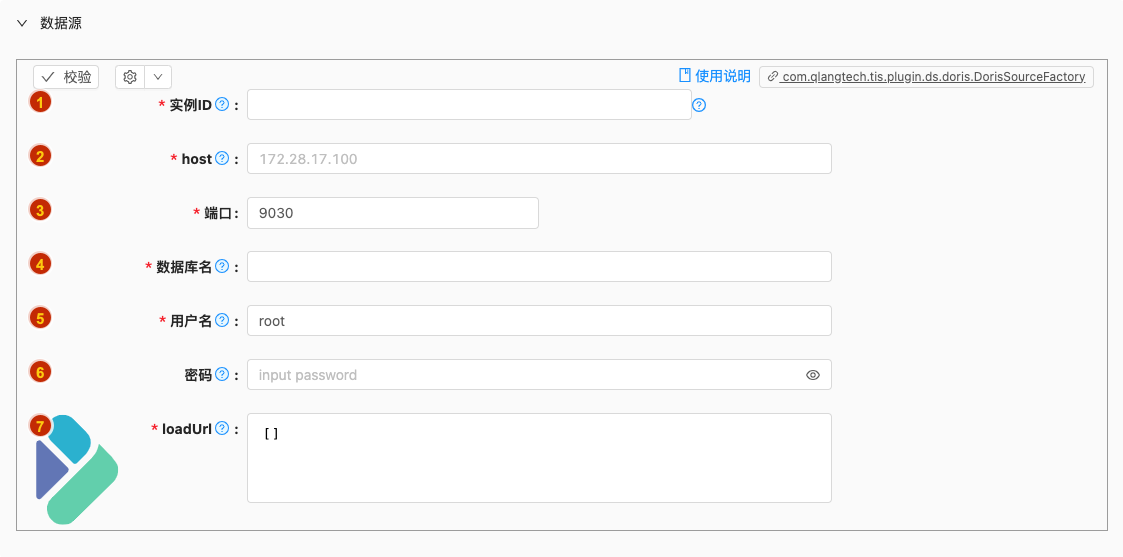 数据源
校验
使用说明 com.qlangtech.tis.plugin.ds.doris.DorisSourceFactory
1 * 实例ID ? : ?
2 * host ? : 172.28.17.100
3 * 端口 : 9030
4 * 数据库名 ? :
5 * 用户名 ? : root
6 密码 ? : input password
7 * loadUrl ? : []